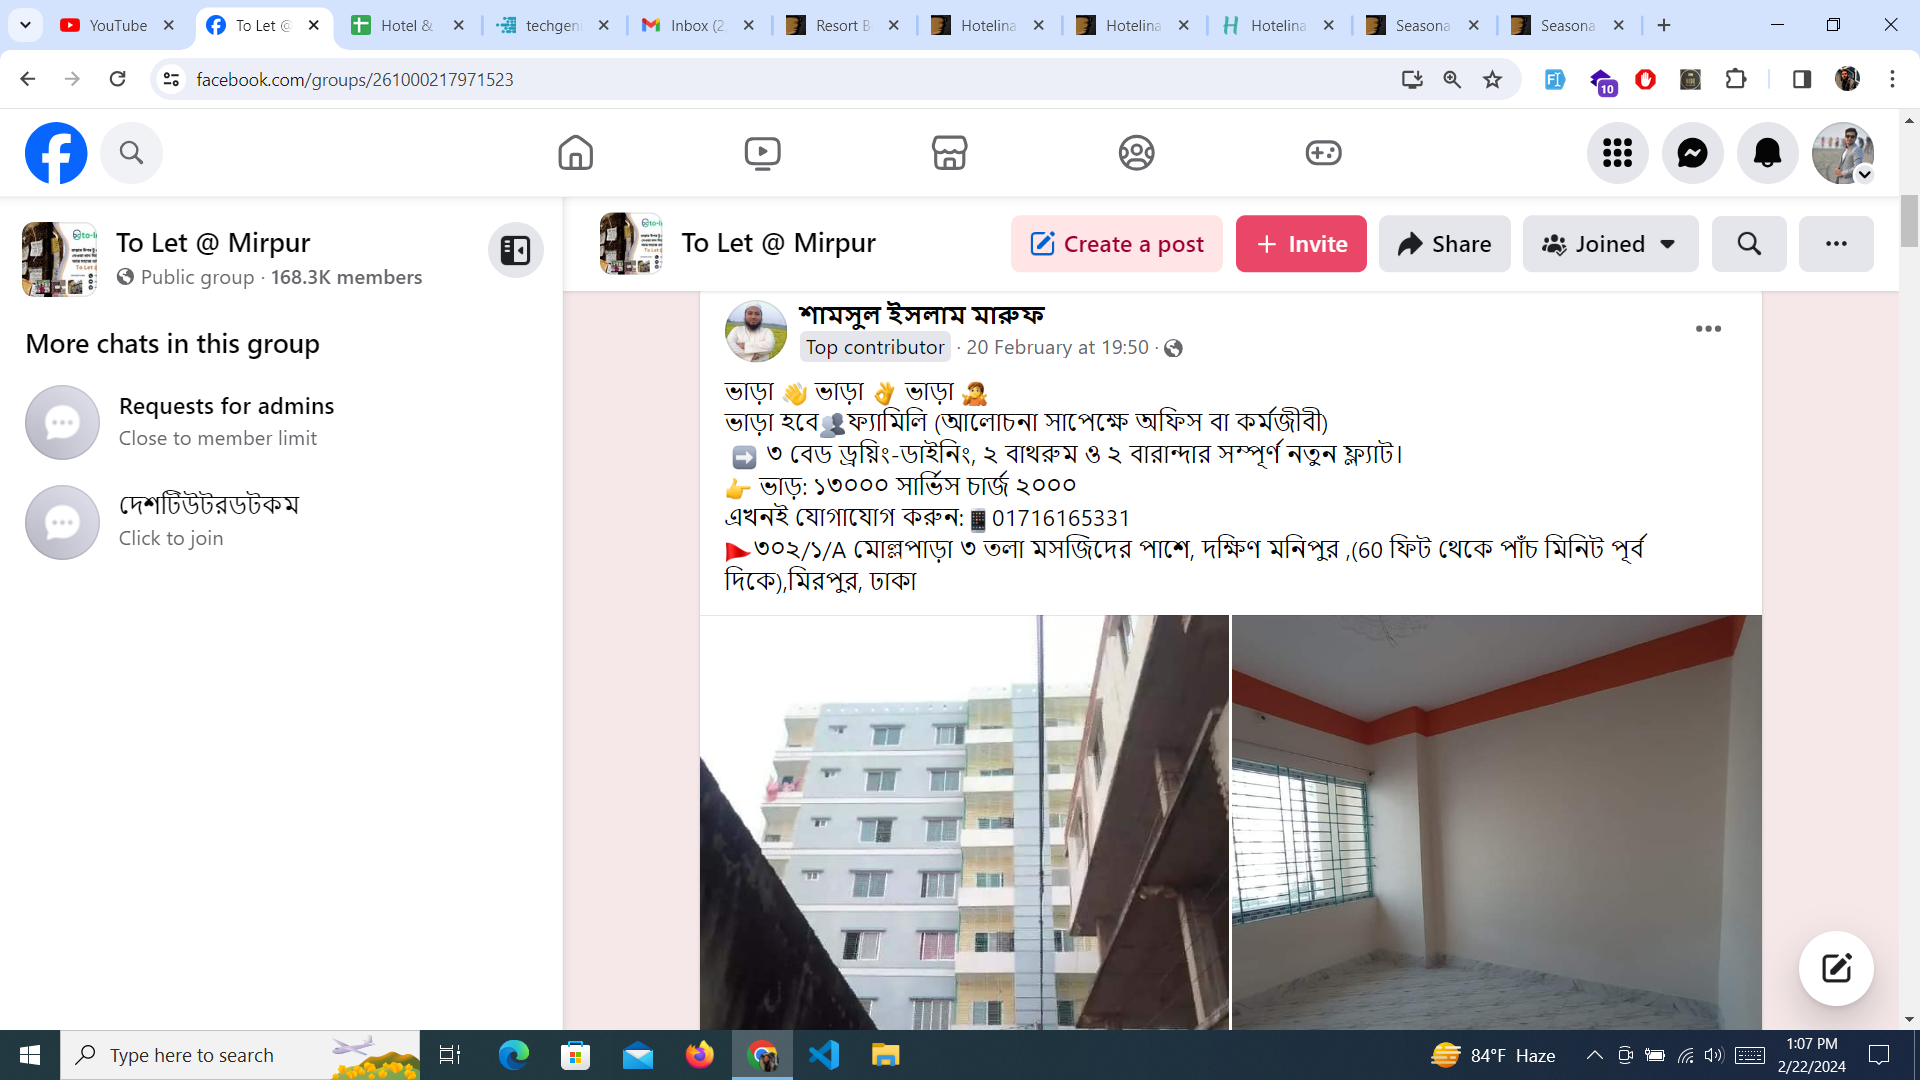 YouTube
To Let @
Hotel &
techgeni
Inbox (2
Resort B
Hotelina
Hotelina
Hotelina
Seasona
Seasona
facebook.com/groups/261000217971523
10
To Let @ Mirpur
Public group · 168.3K members
To Let @ Mirpur
Create a post
Invite
Share
Joined
More chats in this group
Requests for admins
Close to member limit
দেশটিউটরডটকম
Click to join
শামসুল ইসলাম মারুফ
Top contributor · 20 February at 19:50 ·
ভাড়া 👋 ভাড়া 👌 ভাড়া 🙋
ভাড়া হবে👥ফ্যামিলি (আলোচনা সাপেক্ষে অফিস বা কর্মজীবী)
➡️ ৩ বেড ড্রয়িং-ডাইনিং, ২ বাথরুম ও ২ বারান্দার সম্পূর্ণ নতুন ফ্ল্যাট।
👉 ভাড়: ১৩০০০ সার্ভিস চার্জ ২০০০
এখনই যোগাযোগ করুন:📱01716165331
🚩৩০২/১/A মোল্লপাড়া ৩ তলা মসজিদের পাশে, দক্ষিণ মনিপুর ,(60 ফিট থেকে পাঁচ মিনিট পূর্ব
দিকে),মিরপুর, ঢাকা
Type here to search
84°F Haze
1:07 PM
2/22/2024